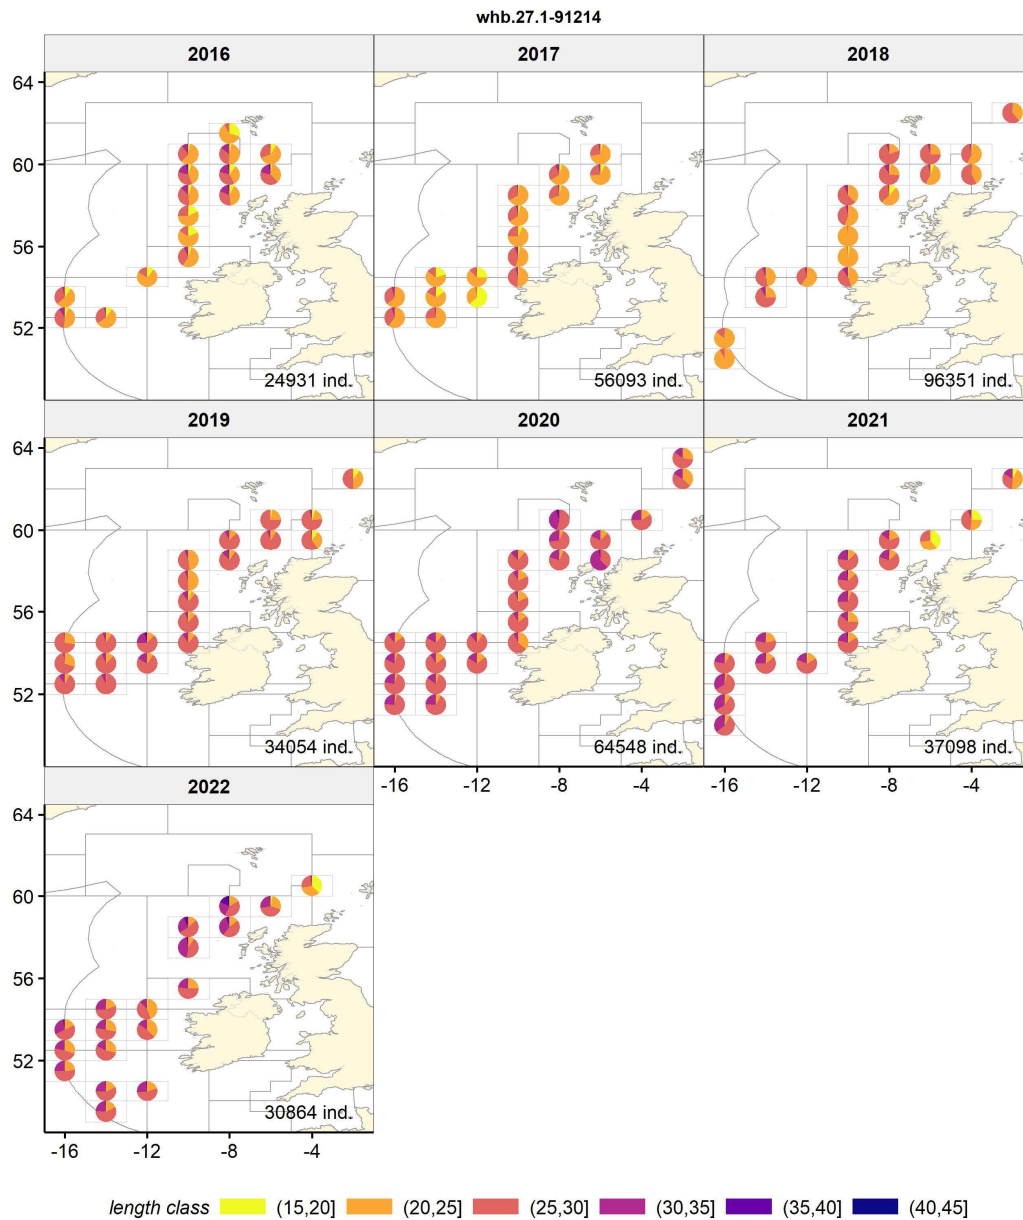 whb.27.1-91214
2016 2017 2018
64
60
56
52
24931 ind. 56093 ind. 96351 ind.
2019 2020 2021
64
60
56
52
34054 ind. 64548 ind. 37098 ind.
-16 -12 -8 -4 -16 -12 -8 -4
2022
64
60
56
52
30864 ind.
-16 -12 -8 -4
length class (15,20] (20,25] (25,30] (30,35] (35,40] (40,45]